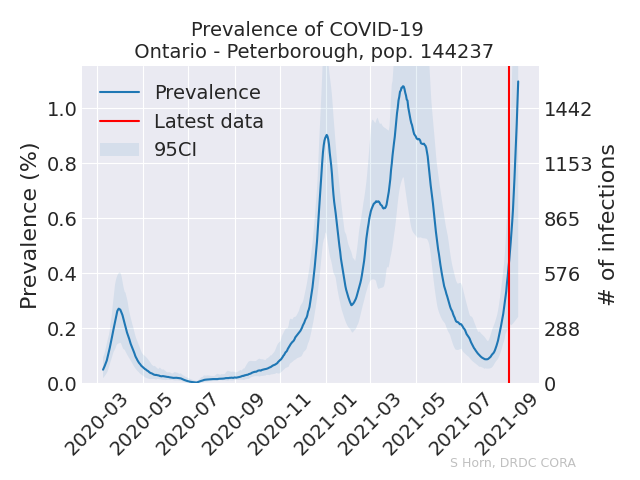 Prevalence of COVID-19
Ontario - Peterborough, pop. 144237
Prevalence
Latest data
95CI
Prevalence (%)
1.0
0.8
0.6
0.4
0.2
0.0
1442
1153
865
576
288
0
# of infections
2020-03
2020-05
2020-07
2020-09
2020-11
2021-01
2021-03
2021-05
2021-07
2021-09
S Horn, DRDC CORA